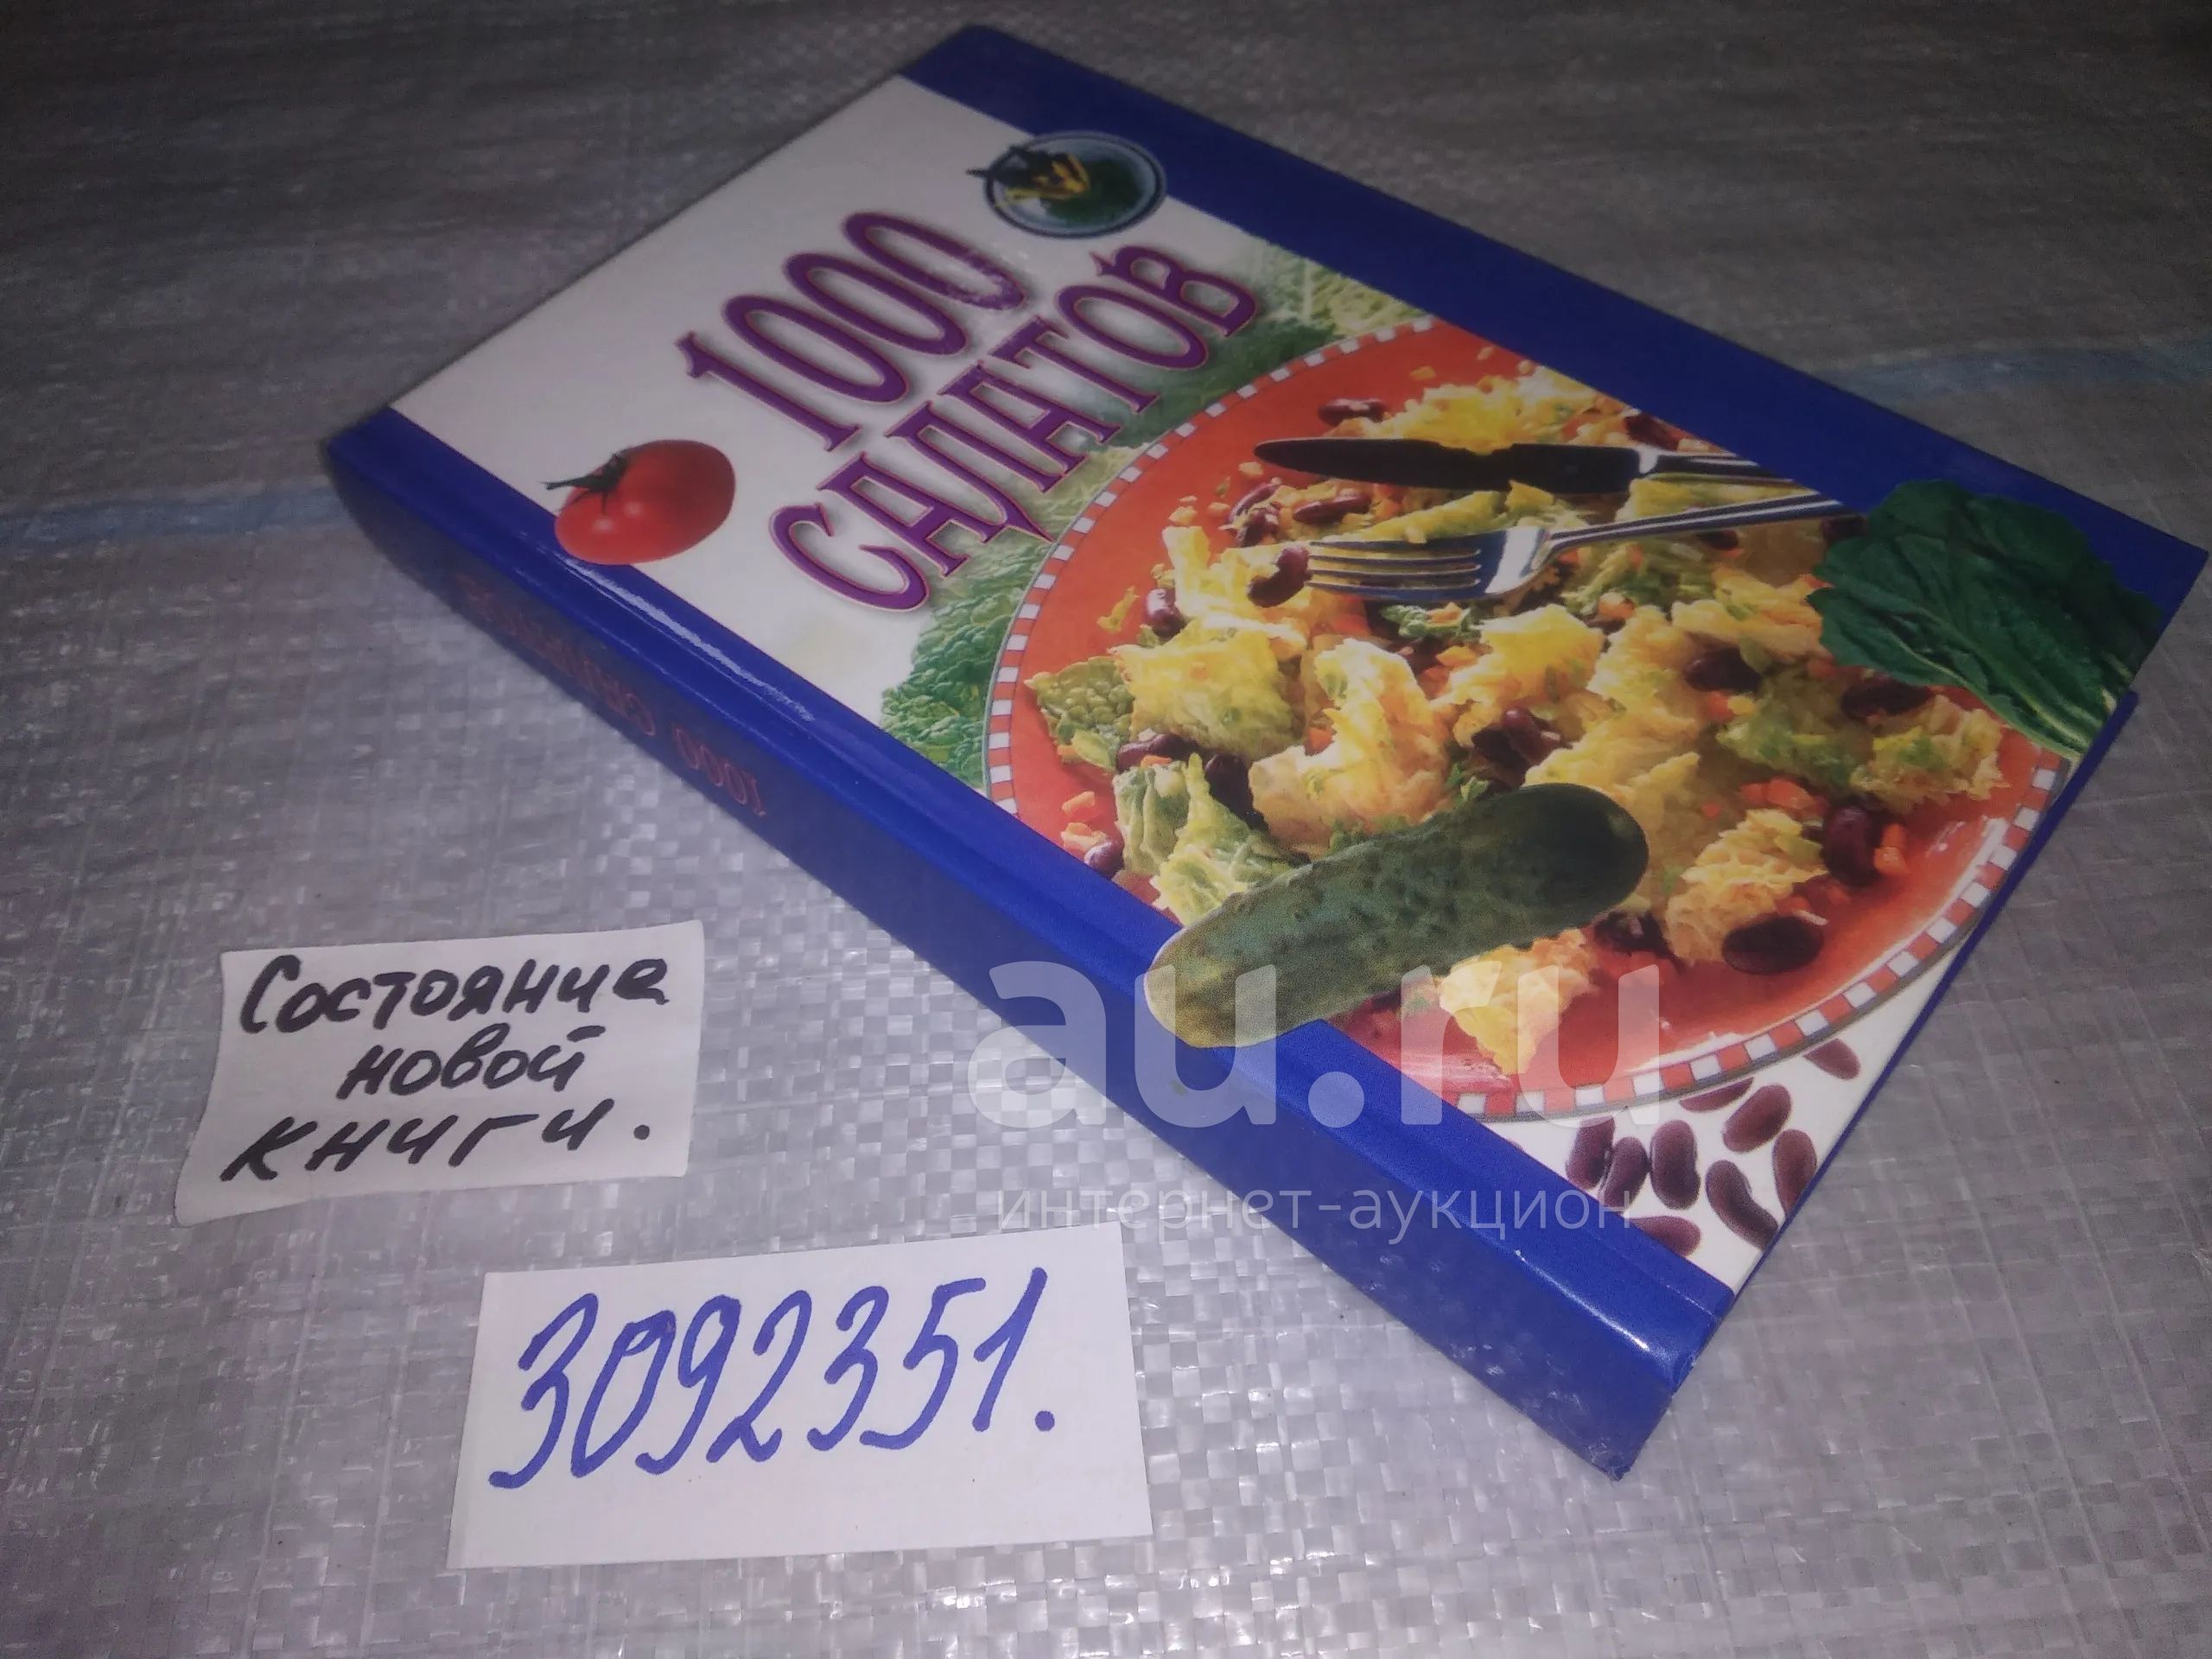 1000
САЛАТОВ
1000 САЛАТОВ
Состояние
новой
книги.
3092351.
au.ru
интернет-аукцион